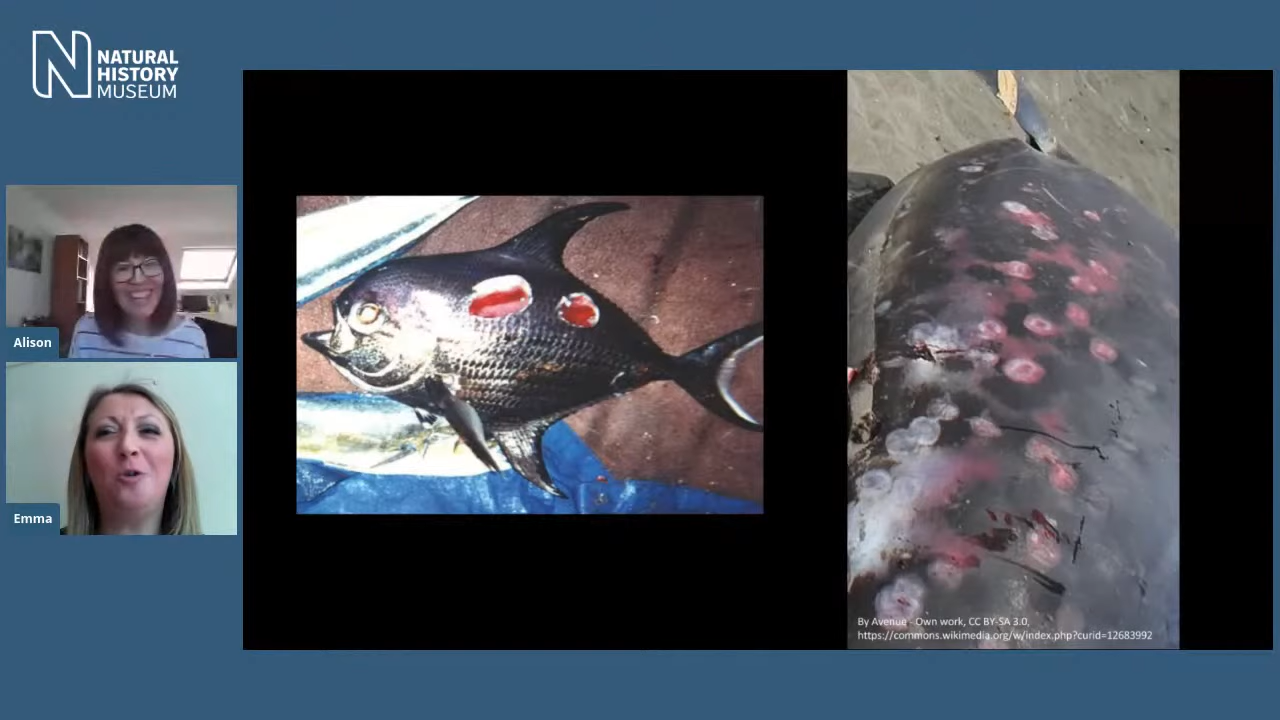 NATURAL
HISTORY
MUSEUM
Alison
Emma
By Avenue - Own work, CC BY-SA 3.0,
https://commons.wikimedia.org/w/index.php?curid=12683992